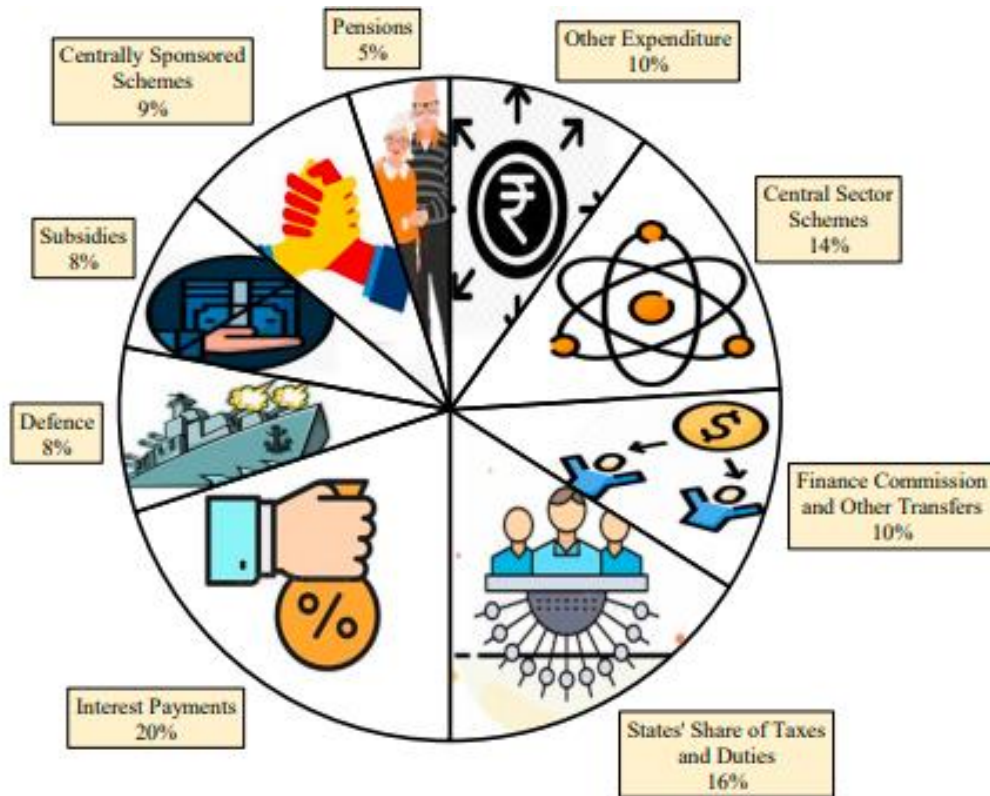 Pensions
5%
Other Expenditure
10%
Centrally Sponsored
Schemes
9%
Central Sector
Schemes
14%
Subsidies
8%
₹
Defence
8%
$
Finance Commission
and Other Transfers
10%
%
Interest Payments
20%
States' Share of Taxes
and Duties
16%